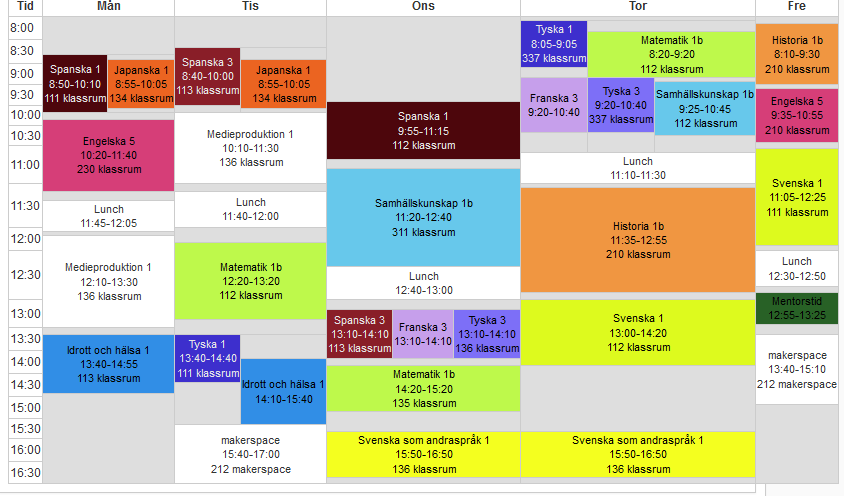 Tid Mån Tis Ons Tor Fre
8:00
8:30
9:00
9:30
10:00
10:30
11:00
11:30
12:00
12:30
13:00
13:30
14:00
14:30
15:00
15:30
16:00
16:30
Spanska 1
8:50-10:10
111 klassrum
Japanska 1
8:55-10:05
134 klassrum
Engelska 5
10:20-11:40
230 klassrum
Lunch
11:45-12:05
Medieproduktion 1
12:10-13:30
136 klassrum
Idrott och hälsa 1
13:40-14:55
113 klassrum
Spanska 3
8:40-10:00
113 klassrum
Japanska 1
8:55-10:05
134 klassrum
Medieproduktion 1
10:10-11:30
136 klassrum
Lunch
11:40-12:00
Matematik 1b
12:20-13:20
112 klassrum
Tyska 1
13:40-14:40
111 klassrum
Idrott och hälsa 1
14:10-15:40
makerspace
15:40-17:00
212 makerspace
Spanska 1
9:55-11:15
112 klassrum
Samhällskunskap 1b
11:20-12:40
311 klassrum
Lunch
12:40-13:00
Spanska 3
13:10-14:10
113 klassrum
Franska 3
13:10-14:10
Tyska 3
13:10-14:10
136 klassrum
Matematik 1b
14:20-15:20
135 klassrum
Svenska som andraspråk 1
15:50-16:50
136 klassrum
Tyska 1
8:05-9:05
337 klassrum
Matematik 1b
8:20-9:20
112 klassrum
Franska 3
9:20-10:40
Tyska 3
9:20-10:40
337 klassrum
Samhällskunskap 1b
9:25-10:45
112 klassrum
Lunch
11:10-11:30
Historia 1b
11:35-12:55
210 klassrum
Svenska 1
13:00-14:20
112 klassrum
Svenska som andraspråk 1
15:50-16:50
136 klassrum
Historia 1b
8:10-9:30
210 klassrum
Engelska 5
9:35-10:55
210 klassrum
Svenska 1
11:05-12:25
111 klassrum
Lunch
12:30-12:50
Mentorstid
12:55-13:25
makerspace
13:40-15:10
212 makerspace